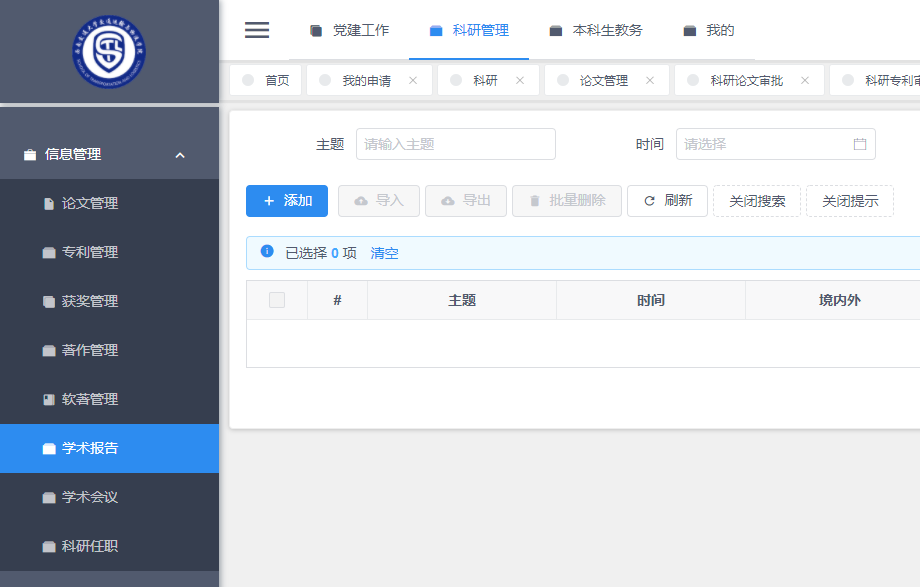 党建工作
科研管理
本科生教务
我的
首页
我的申请
科研
论文管理
科研论文审批
科研专利审
信息管理
论文管理
专利管理
获奖管理
著作管理
软著管理
学术报告
学术会议
科研任职
主题 请输入主题 时间 请选择
添加 导入 导出 批量删除 刷新 关闭搜索 关闭提示
已选择 0 项 清空
# 主题 时间 境内外